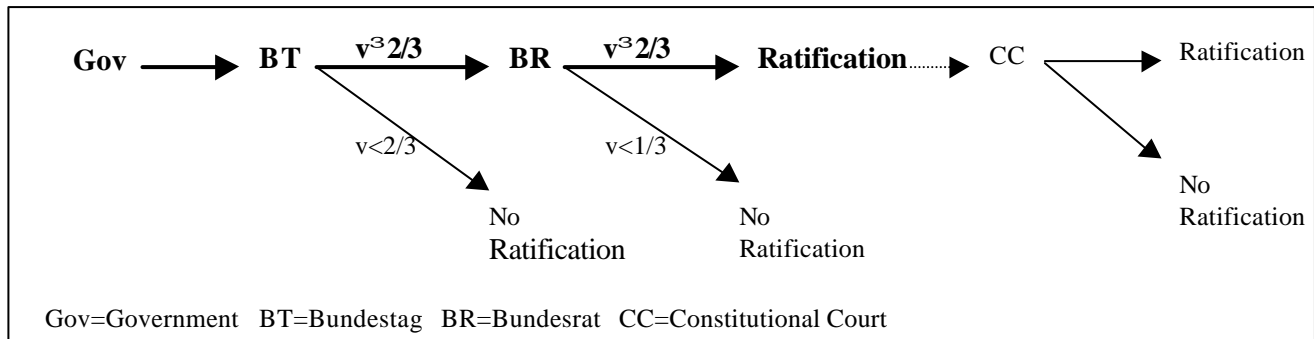 Gov BT v³2/3 BR v³2/3 Ratification CC Ratification
v<2/3 v<1/3
No Ratification
No Ratification
No Ratification
Gov=Government BT=Bundestag BR=Bundesrat CC=Constitutional Court